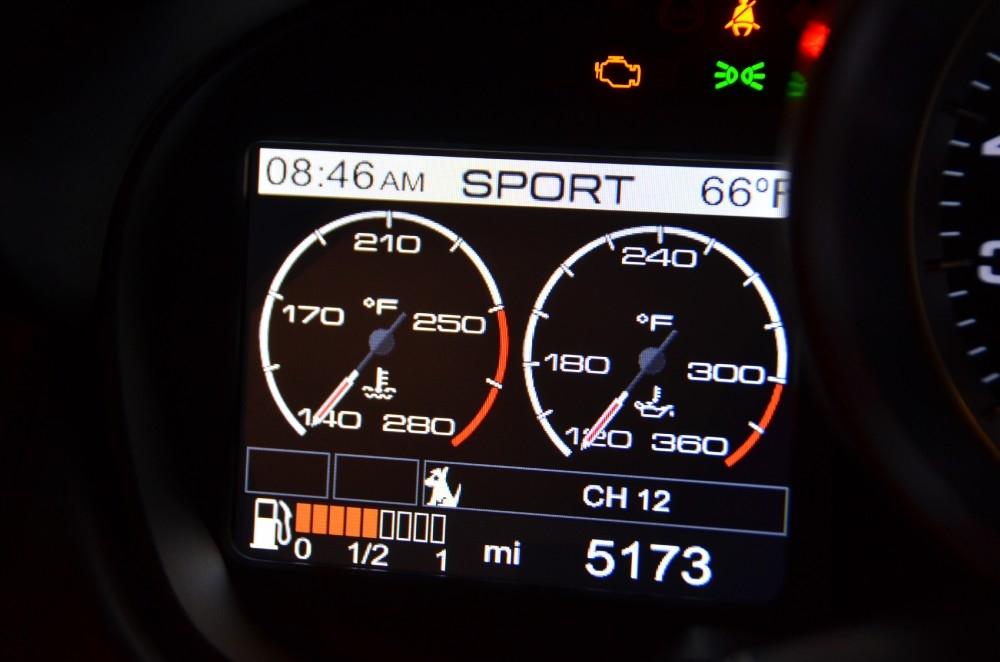 08:46 AM SPORT 66°F
210 240
°F °F
170 250 180 300
140 280 120 360
CH 12
0 1/2 1 mi 5173